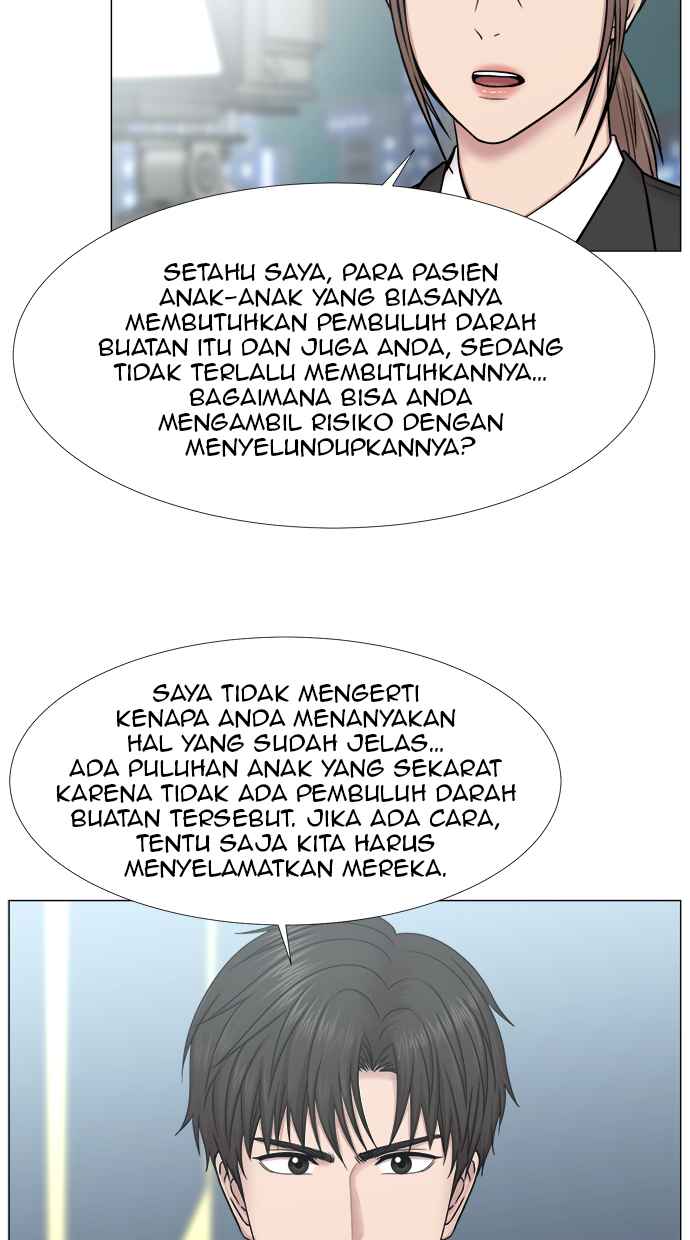 SETAHU SAYA, PARA PASIEN
ANAK-ANAK YANG BIASANYA
MEMBUTUHKAN PEMBULUH DARAH
BUATAN ITU DAN JUGA ANDA, SEDANG
TIDAK TERLALU MEMBUTUHKANNYA...
BAGAIMANA BISA ANDA
MENGAMBIL RISIKO DENGAN
MENYELUNDUPKANNYA?
SAYA TIDAK MENGERTI
KENAPA ANDA MENANYAKAN
HAL YANG SUDAH JELAS...
ADA PULUHAN ANAK YANG SEKARAT
KARENA TIDAK ADA PEMBULUH DARAH
BUATAN TERSEBUT. JIKA ADA CARA,
TENTU SAJA KITA HARUS
MENYELAMATKAN MEREKA.